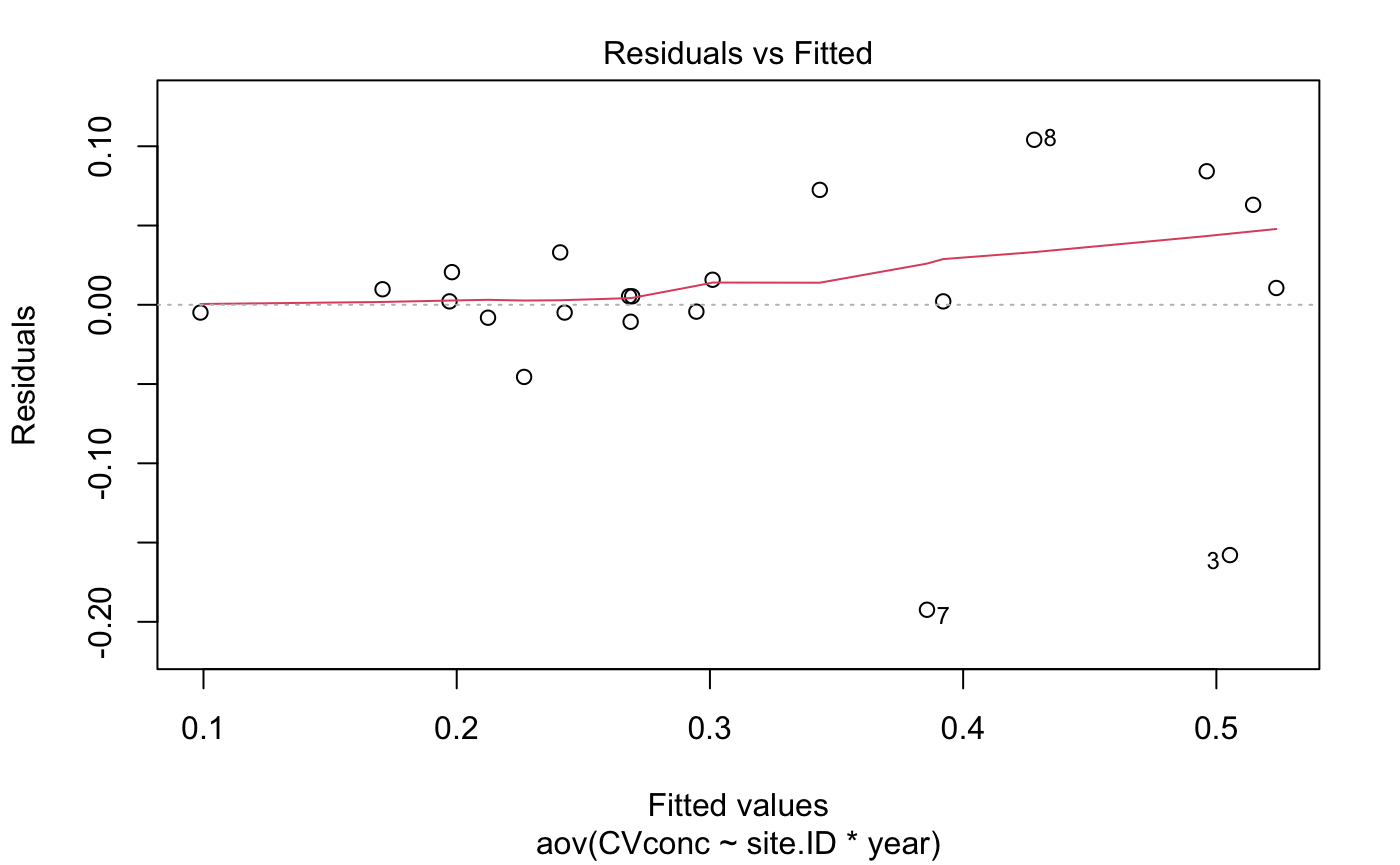 Residuals vs Fitted
Residuals
0.10
0.00
-0.10
-0.20
8
3
7
0.1 0.2 0.3 0.4 0.5
Fitted values
aov(CVconc ~ site.ID * year)